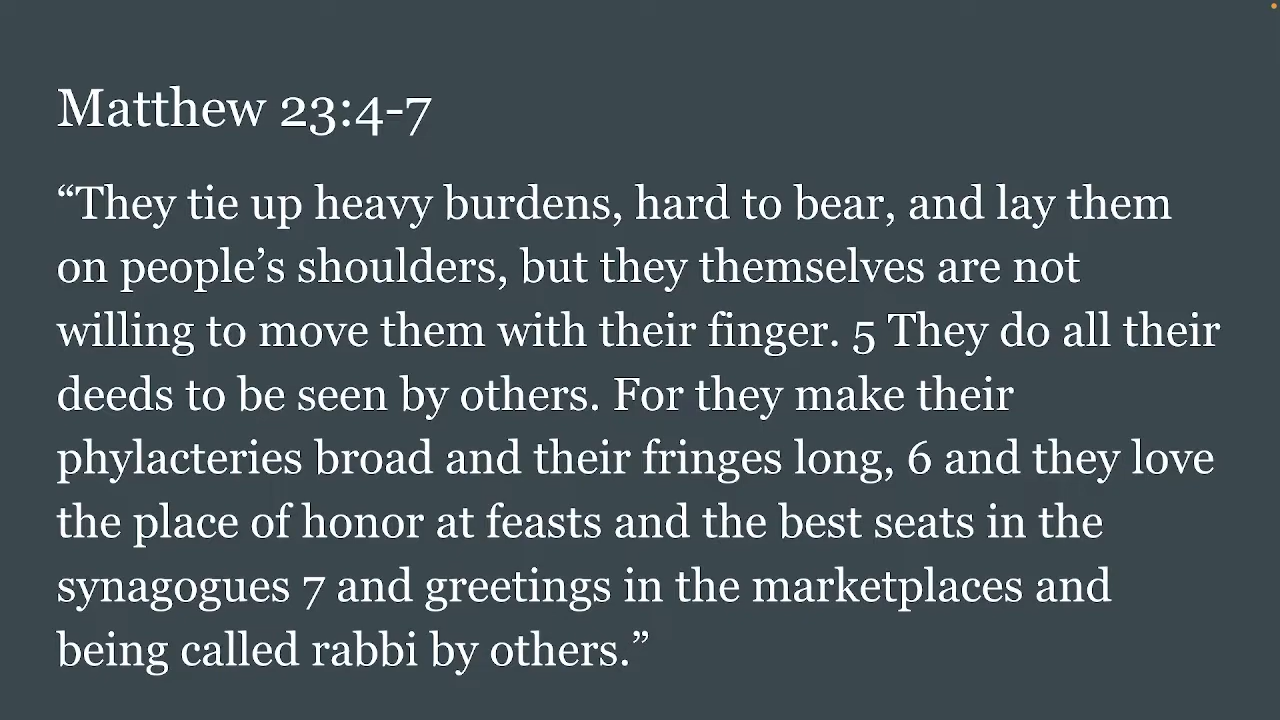 Matthew 23:4-7
“They tie up heavy burdens, hard to bear, and lay them
on people’s shoulders, but they themselves are not
willing to move them with their finger. 5 They do all their
deeds to be seen by others. For they make their
phylacteries broad and their fringes long, 6 and they love
the place of honor at feasts and the best seats in the
synagogues 7 and greetings in the marketplaces and
being called rabbi by others.”